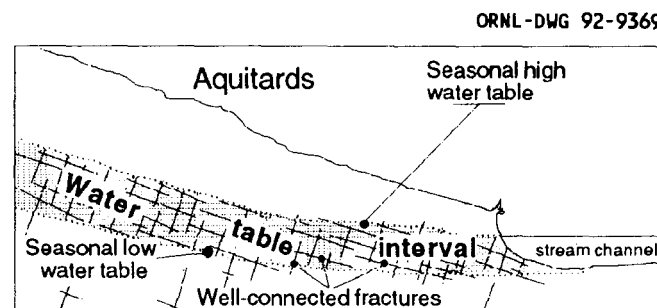 ORNL-DWG 92-9369
Aquitards
Seasonal high
water table
Water
table
interval
Seasonal low
water table
stream channel
Well-connected fractures